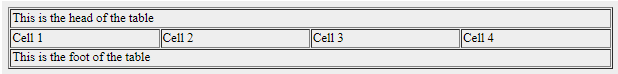 This is the head of the table
Cell 1 Cell 2 Cell 3 Cell 4
This is the foot of the table